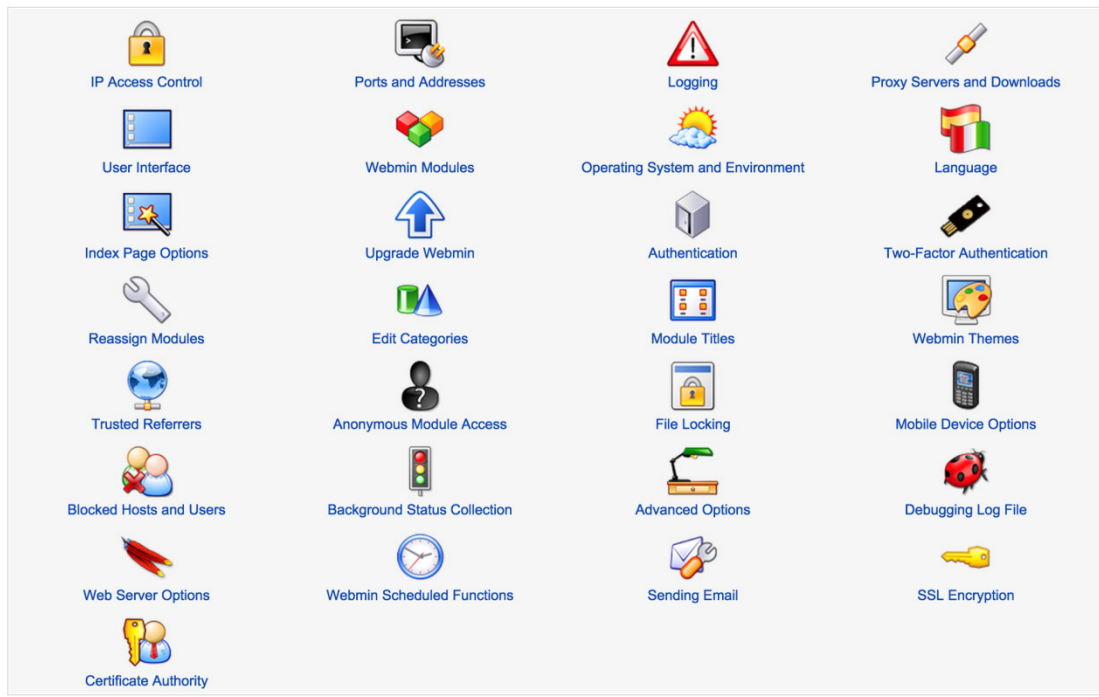 IP Access Control
Ports and Addresses
Logging
Proxy Servers and Downloads
User Interface
Webmin Modules
Operating System and Environment
Language
Index Page Options
Upgrade Webmin
Authentication
Two-Factor Authentication
Reassign Modules
Edit Categories
Module Titles
Webmin Themes
Trusted Referrers
Anonymous Module Access
File Locking
Mobile Device Options
Blocked Hosts and Users
Background Status Collection
Advanced Options
Debugging Log File
Web Server Options
Webmin Scheduled Functions
Sending Email
SSL Encryption
Certificate Authority